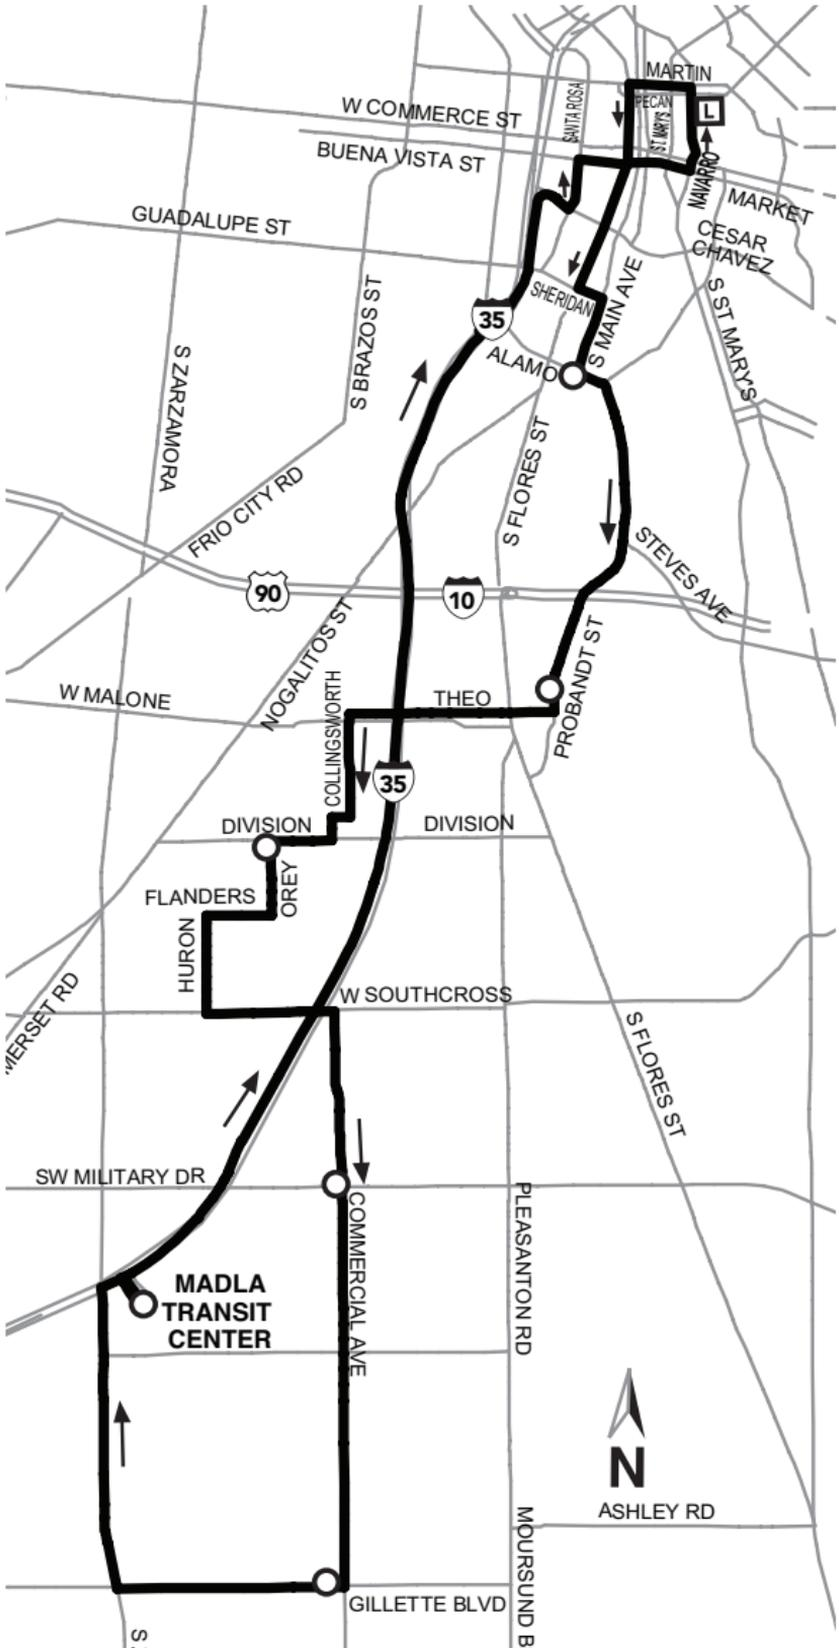 MARTIN
W COMMERCE ST
SANTA ROSA
PECAN
ST. MARY'S
L
BUENA VISTA ST
NAVARRO
MARKET
GUADALUPE ST
CESAR
CHAVEZ
S BRAZOS ST
SHERIDAN
S MAIN AVE
S ST MARY'S
35
S ZARZAMORA
ALAMO
S FLORES ST
FRIO CITY RD
STEVES AVE
90
10
NOGALITOS ST
PROBANDT ST
W MALONE
COLLINGSWORTH
THEO
35
DIVISION
DIVISION
OREY
FLANDERS
HURON
W SOUTHCROSS
MERSET RD
S FLORES ST
SW MILITARY DR
COMMERCIAL AVE
PLEASANTON RD
MADLA
TRANSIT
CENTER
N
ASHLEY RD
MOURSUND B
GILLETTE BLVD
S